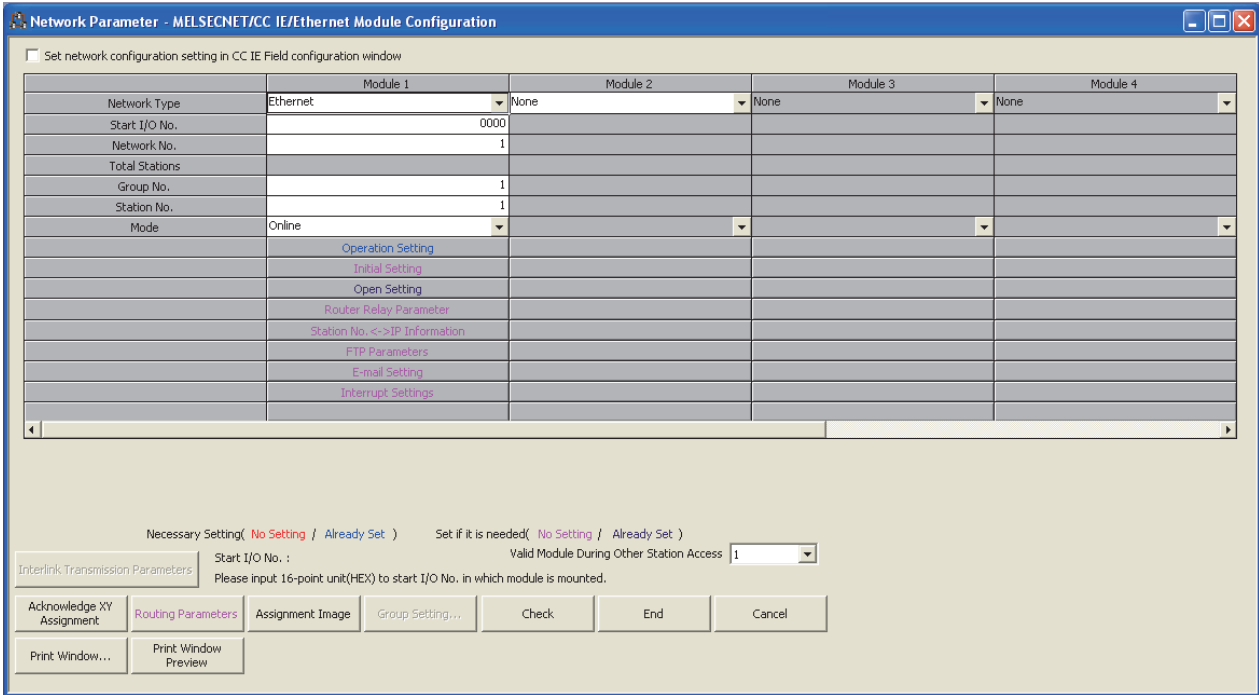 Network Parameter - MELSECNET/CC IE/Ethernet Module Configuration
Set network configuration setting in CC IE Field configuration window
Module 1 Module 2 Module 3 Module 4
Network Type Ethernet None None None
Start I/O No. 0000
Network No. 1
Total Stations
Group No. 1
Station No. 1
Mode Online
Operation Setting
Initial Setting
Open Setting
Router Relay Parameter
Station No.<->IP Information
FTP Parameters
E-mail Setting
Interrupt Settings
Necessary Setting( No Setting / Already Set ) Set if it is needed( No Setting / Already Set )
Interlink Transmission Parameters
Start I/O No. : Valid Module During Other Station Access 1
Please input 16-point unit(HEX) to start I/O No. in which module is mounted.
Acknowledge XY
Assignment
Routing Parameters Assignment Image Group Setting... Check End Cancel
Print Window...
Print Window
Preview